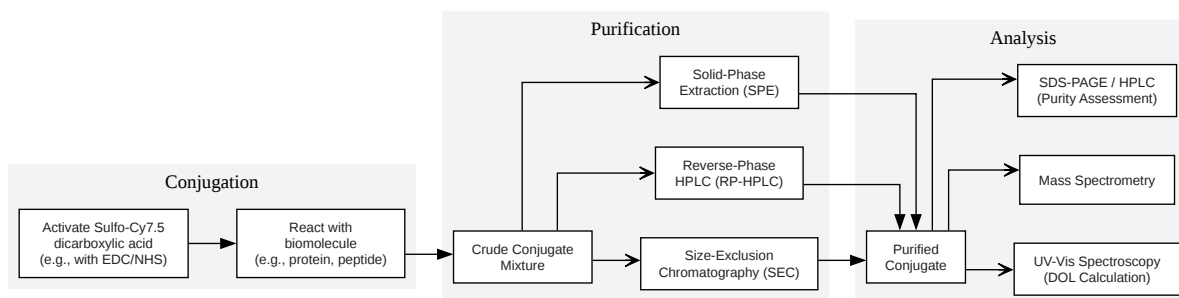 Conjugation
Activate Sulfo-Cy7.5
dicarboxylic acid
(e.g., with EDC/NHS)
React with
biomolecule
(e.g., protein, peptide)
Purification
Crude Conjugate
Mixture
Solid-Phase
Extraction (SPE)
Reverse-Phase
HPLC (RP-HPLC)
Size-Exclusion
Chromatography (SEC)
Analysis
Purified
Conjugate
SDS-PAGE / HPLC
(Purity Assessment)
Mass Spectrometry
UV-Vis Spectroscopy
(DOL Calculation)